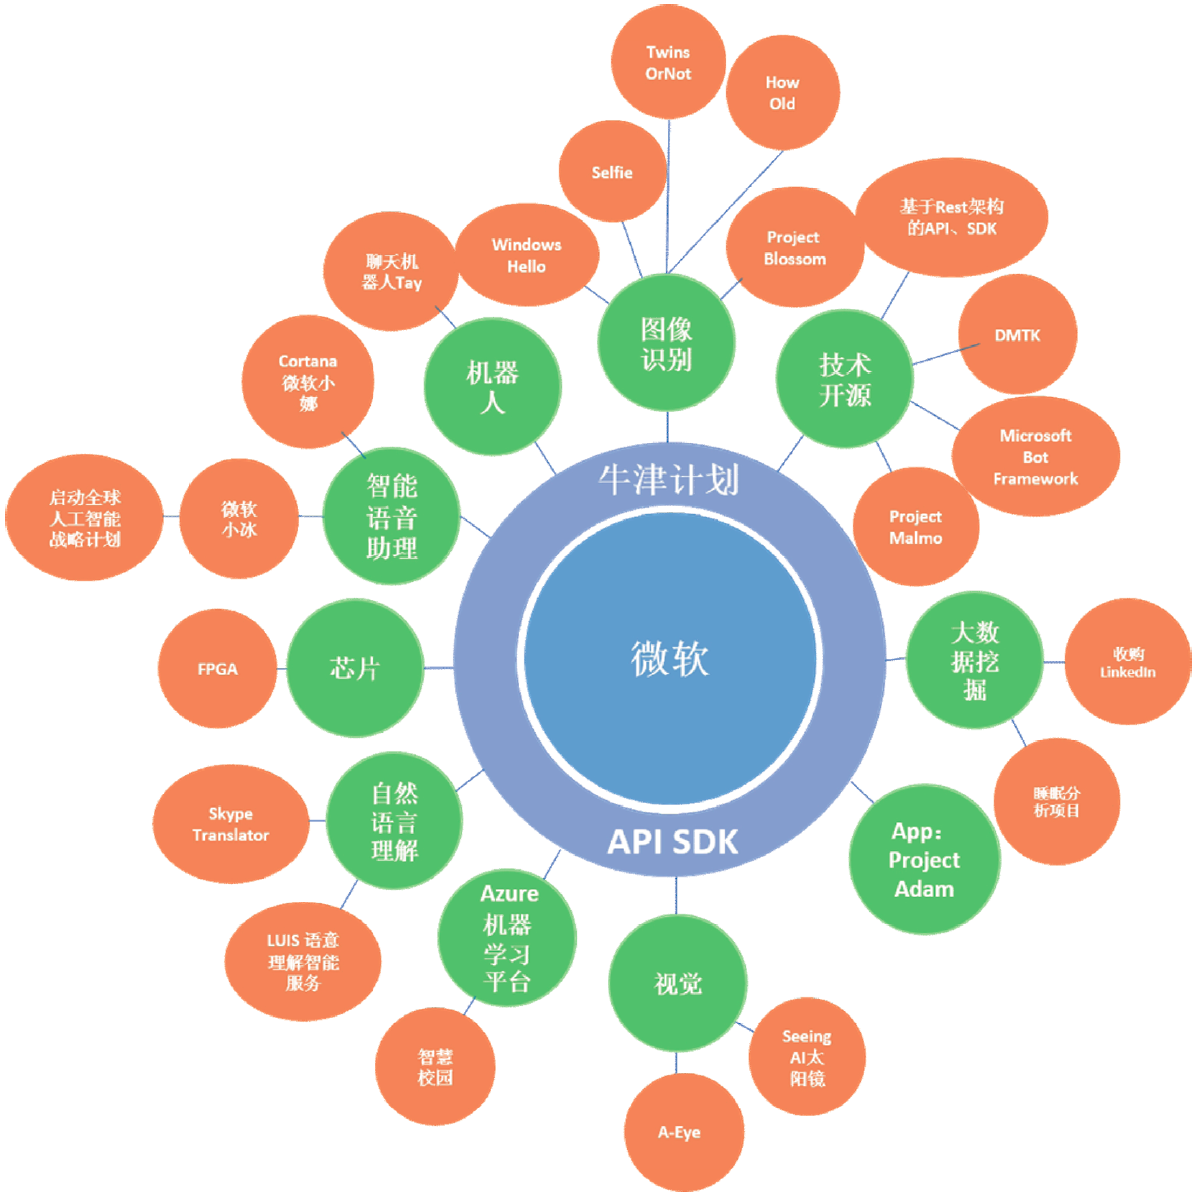 Twins
OrNot
How
Old
Selfie
Windows
Hello
Project
Blossom
基于Rest架构
的API、SDK
聊天机
器人Tay
图像
识别
DMTK
机器
人
技术
开源
Cortana
微软小
娜
Microsoft
Bot
Framework
牛津计划
智能
语音
助理
启动全球
人工智能
战略计划
微软
小冰
Project
Malmo
微软
大数
据挖
掘
收购
LinkedIn
FPGA
芯片
睡眠分
析项目
自然
语言
理解
Skype
Translator
API SDK
App：
Project
Adam
Azure
机器
学习
平台
LUIS 语意
理解智能
服务
视觉
Seeing
AI太
阳镜
智慧
校园
A-Eye